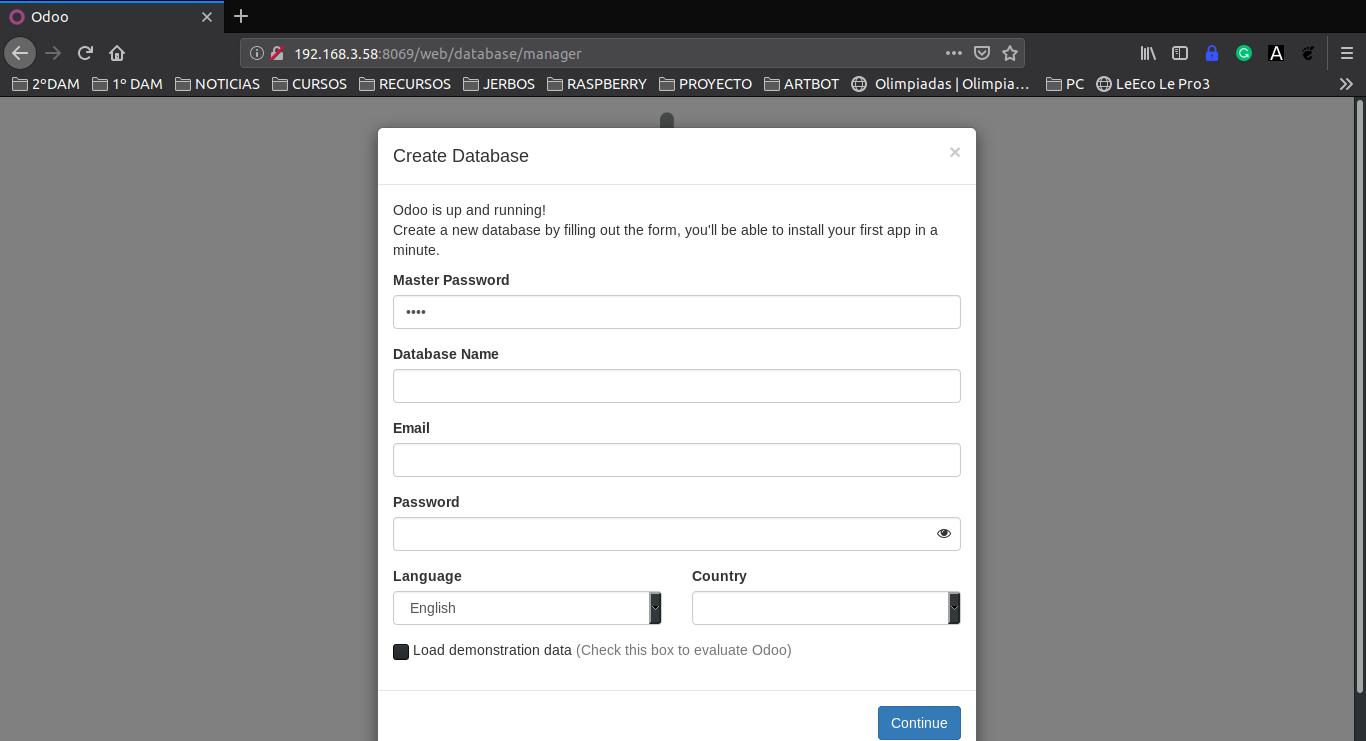 Odoo
192.168.3.58:8069/web/database/manager
2ºDAM 1º DAM NOTICIAS CURSOS RECURSOS JERBOS RASPBERRY PROYECTO ARTBOT Olimpiadas | Olimpia… PC LeEco Le Pro3
Create Database
Odoo is up and running!
Create a new database by filling out the form, you'll be able to install your first app in a
minute.
Master Password
••••
Database Name
Email
Password
Language Country
English
Load demonstration data (Check this box to evaluate Odoo)
Continue